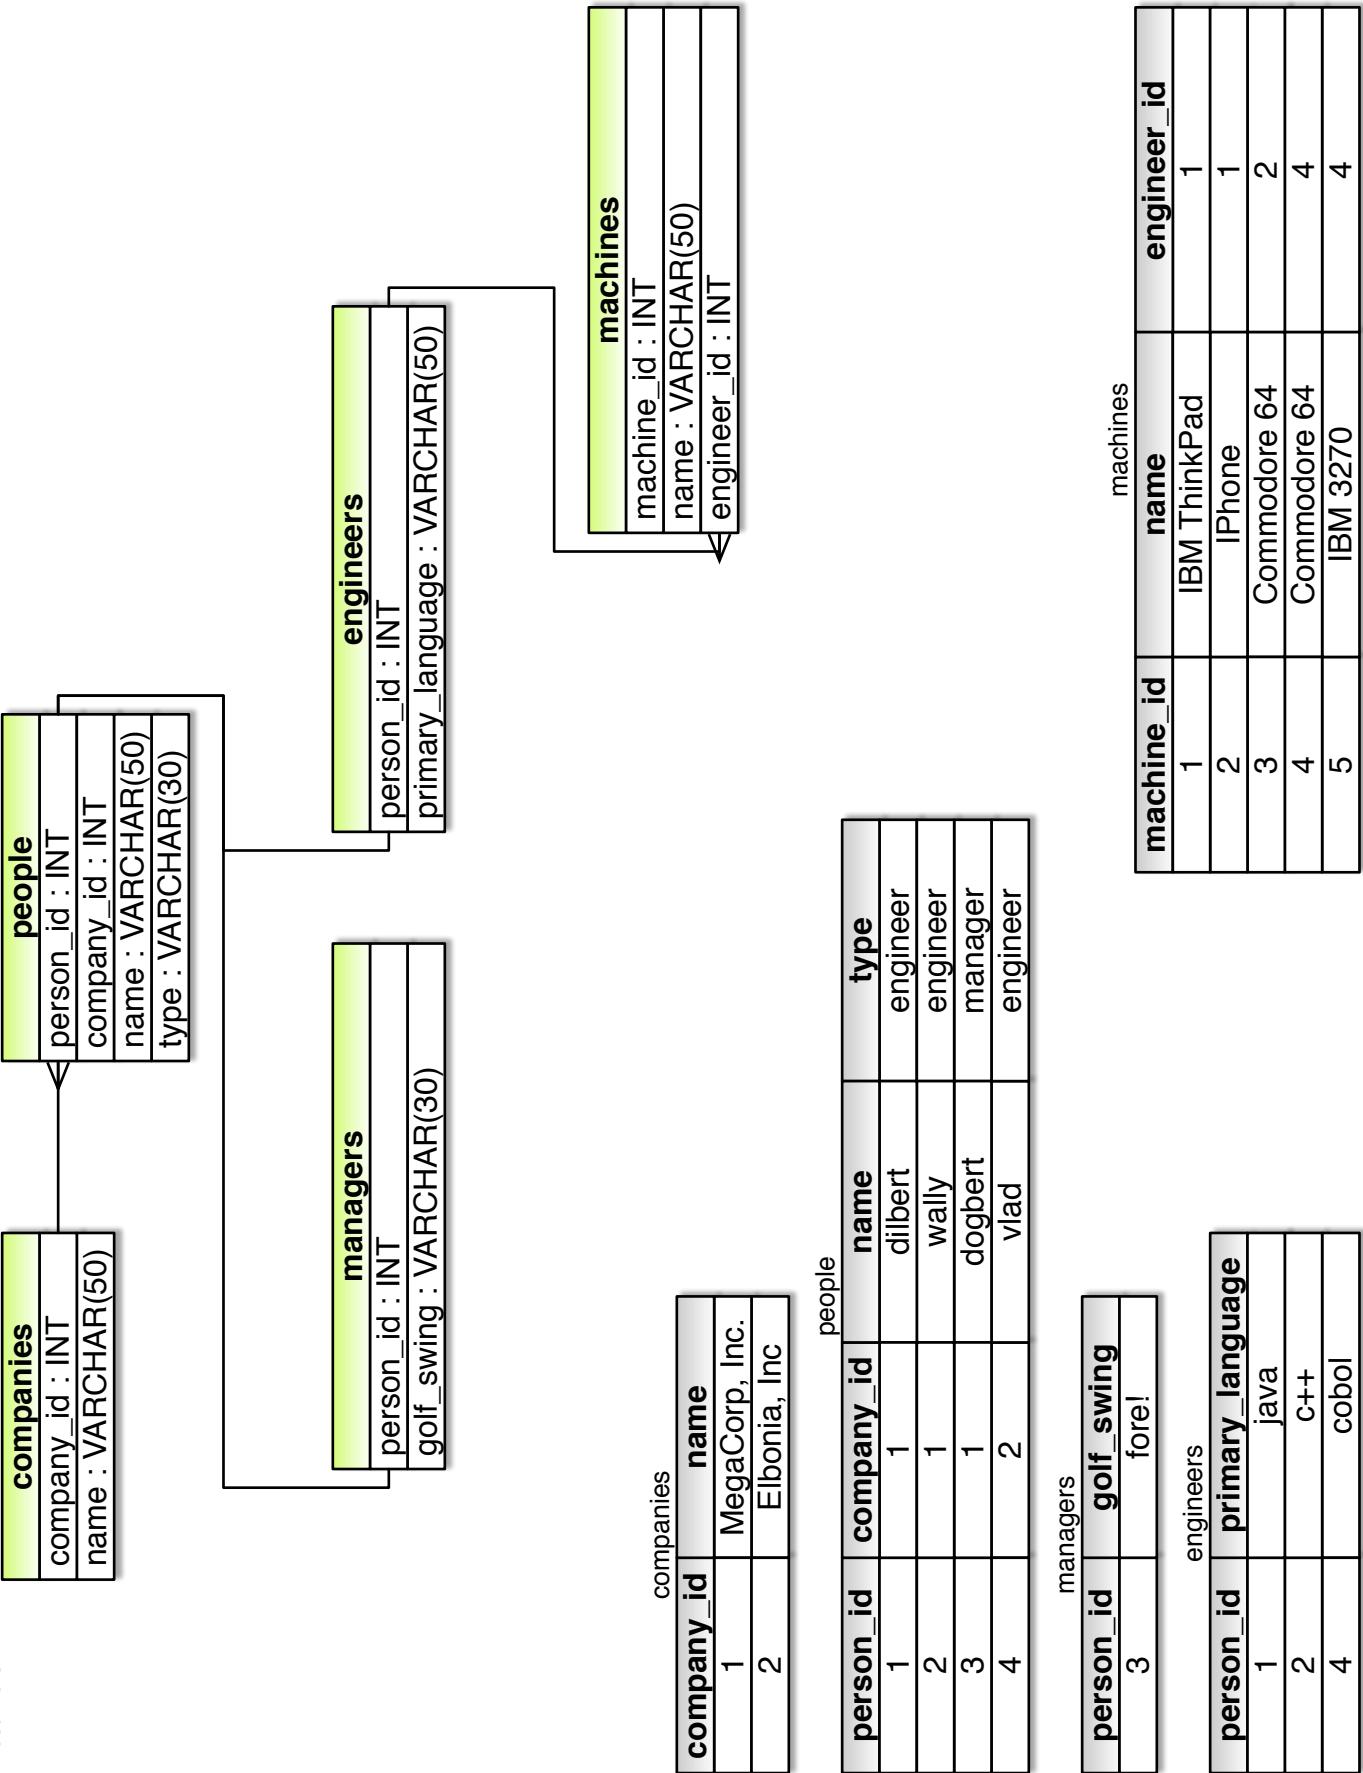 companies
company_id : INT
name : VARCHAR(50)
people
person_id : INT
company_id : INT
name : VARCHAR(50)
type : VARCHAR(30)
managers
person_id : INT
golf_swing : VARCHAR(30)
engineers
person_id : INT
primary_language : VARCHAR(50)
machines
machine_id : INT
name : VARCHAR(50)
engineer_id : INT
companies
company_id name
1 MegaCorp, Inc.
2 Elbonia, Inc
people
person_id company_id name type
1 1 dilbert engineer
2 1 wally engineer
3 1 dogbert manager
4 2 vlad engineer
managers
person_id golf_swing
3 fore!
engineers
person_id primary_language
1 java
2 c++
4 cobol
machines
machine_id name engineer_id
1 IBM ThinkPad 1
2 IPhone 1
3 Commodore 64 2
4 Commodore 64 4
5 IBM 3270 4